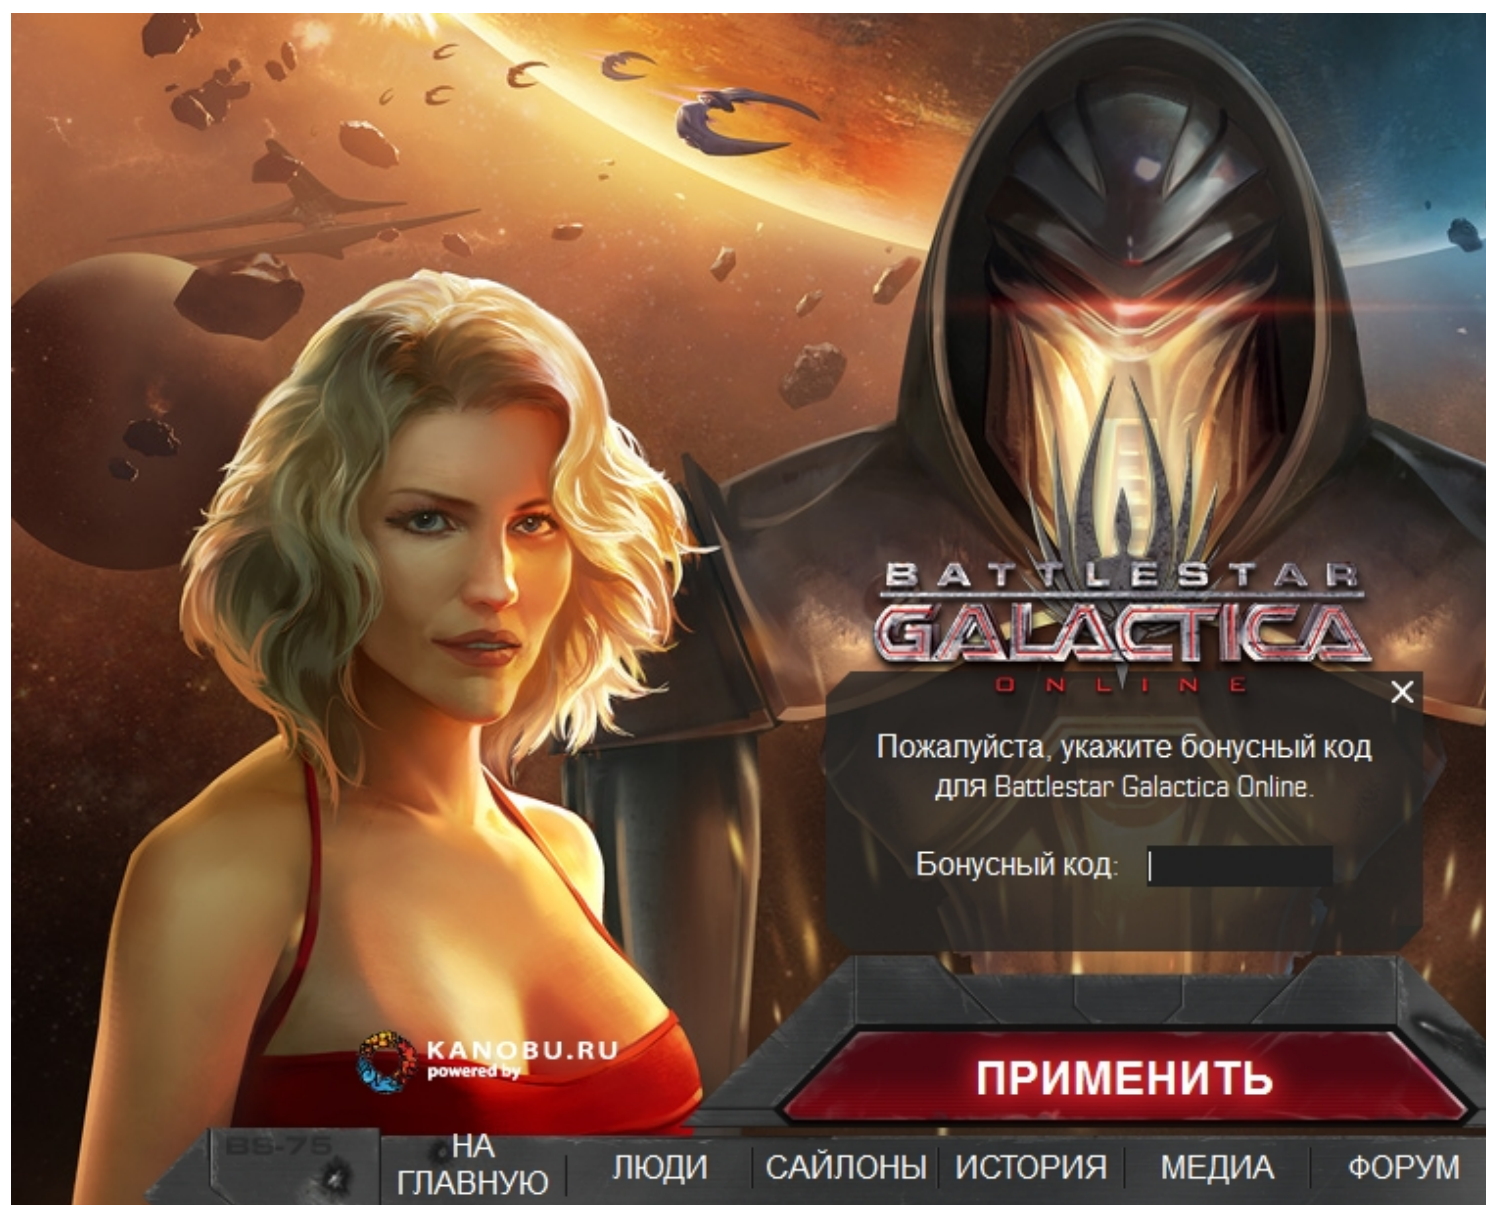 BATTLESTAR
GALACTICA
ONLINE
Пожалуйста, укажите бонусный код
для Battlestar Galactica Online.
Бонусный код:
KANOBU.RU
powered by
ПРИМЕНИТЬ
BS-75
НА
ГЛАВНУЮ
ЛЮДИ
САЙЛОНЫ
ИСТОРИЯ
МЕДИА
ФОРУМ